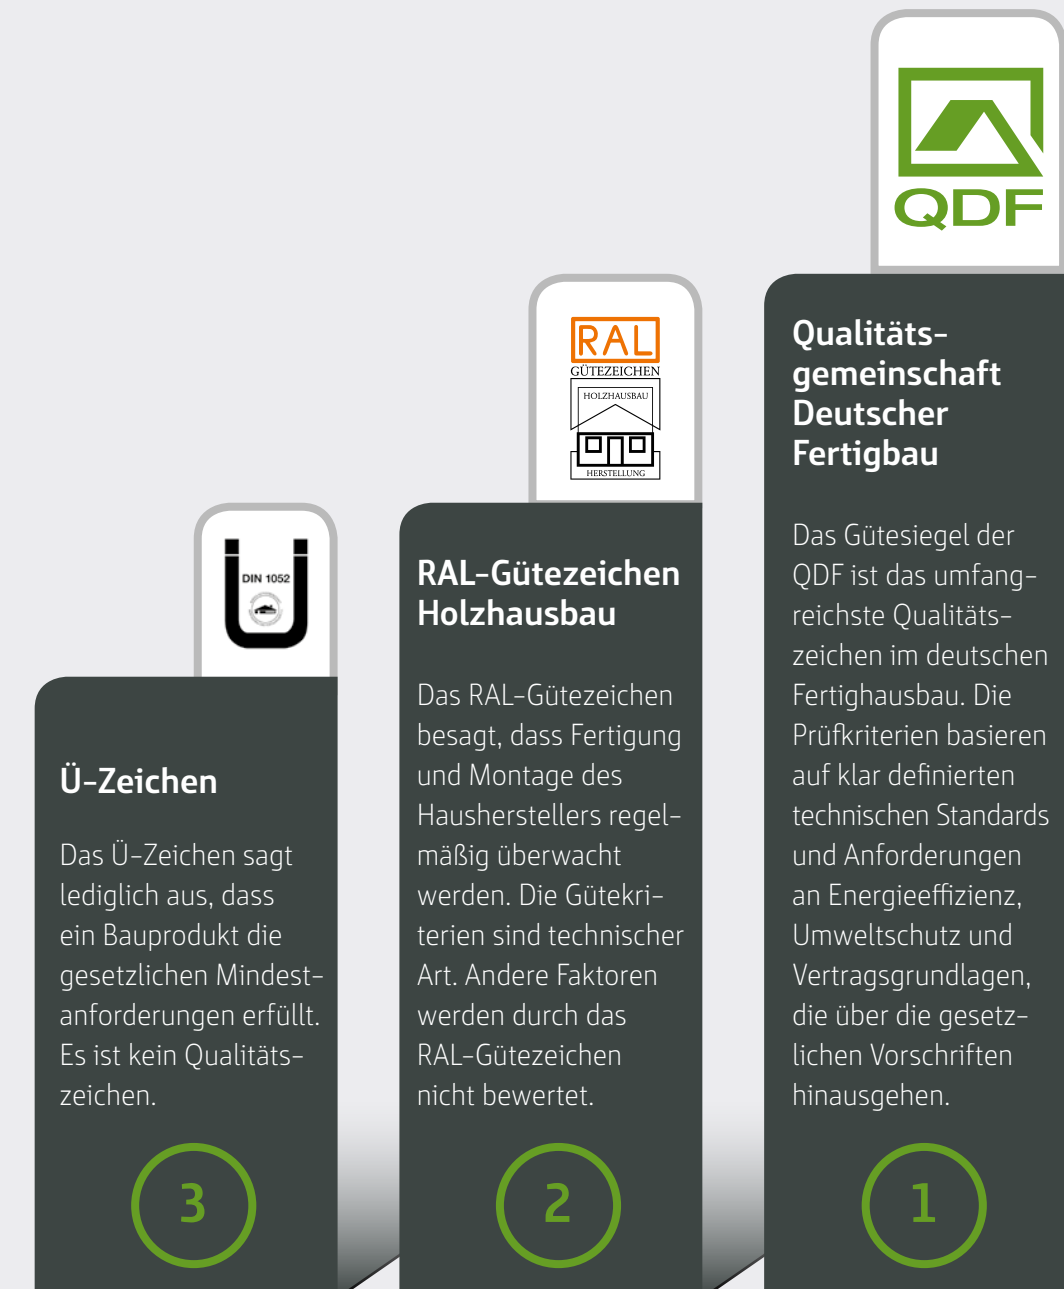 Ü-Zeichen
Das Ü-Zeichen sagt
lediglich aus, dass
ein Bauprodukt die
gesetzlichen Mindest-
anforderungen erfüllt.
Es ist kein Qualitäts-
zeichen.
3
DIN 1052
RAL
GÜTEZEICHEN
HOLZHAUSBAU
HERSTELLUNG
RAL-Gütezeichen
Holzhausbau
Das RAL-Gütezeichen
besagt, dass Fertigung
und Montage des
Hausherstellers regel-
mäßig überwacht
werden. Die Gütekri-
terien sind technischer
Art. Andere Faktoren
werden durch das
RAL-Gütezeichen
nicht bewertet.
2
QDF
Qualitäts-
gemeinschaft
Deutscher
Fertigbau
Das Gütesiegel der
QDF ist das umfang-
reichste Qualitäts-
zeichen im deutschen
Fertighausbau. Die
Prüfkriterien basieren
auf klar definierten
technischen Standards
und Anforderungen
an Energieeffizienz,
Umweltschutz und
Vertragsgrundlagen,
die über die gesetz-
lichen Vorschriften
hinausgehen.
1